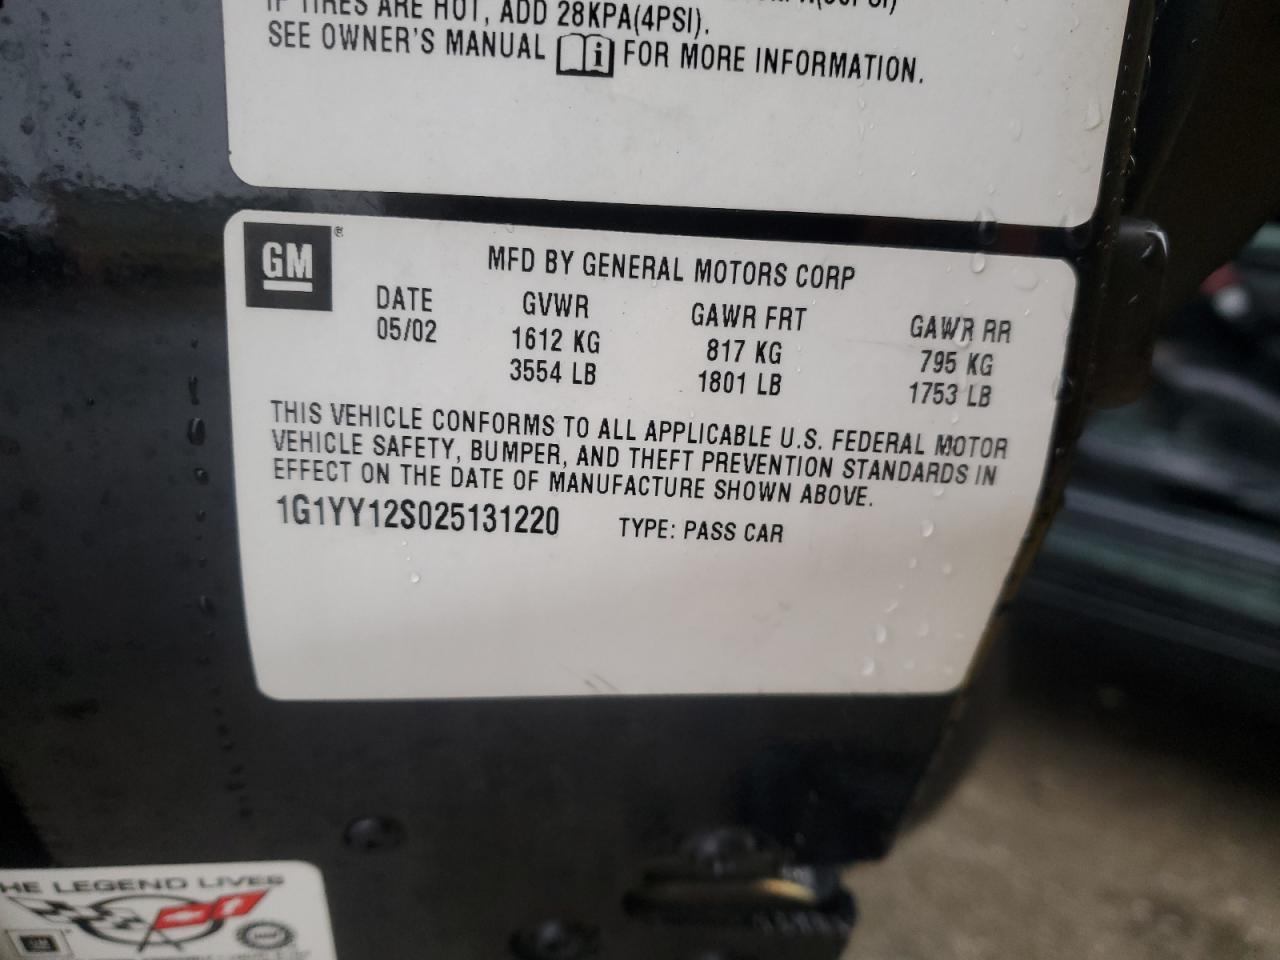 IF TIRES ARE HOT, ADD 28KPA(4PSI).
SEE OWNER'S MANUAL i FOR MORE INFORMATION.
GM ®
MFD BY GENERAL MOTORS CORP
DATE GVWR GAWR FRT GAWR RR
05/02 1612 KG 817 KG 795 KG
3554 LB 1801 LB 1753 LB
THIS VEHICLE CONFORMS TO ALL APPLICABLE U.S. FEDERAL MOTOR
VEHICLE SAFETY, BUMPER, AND THEFT PREVENTION STANDARDS IN
EFFECT ON THE DATE OF MANUFACTURE SHOWN ABOVE.
1G1YY12S025131220 TYPE: PASS CAR
HE LEGEND LIVES
GM